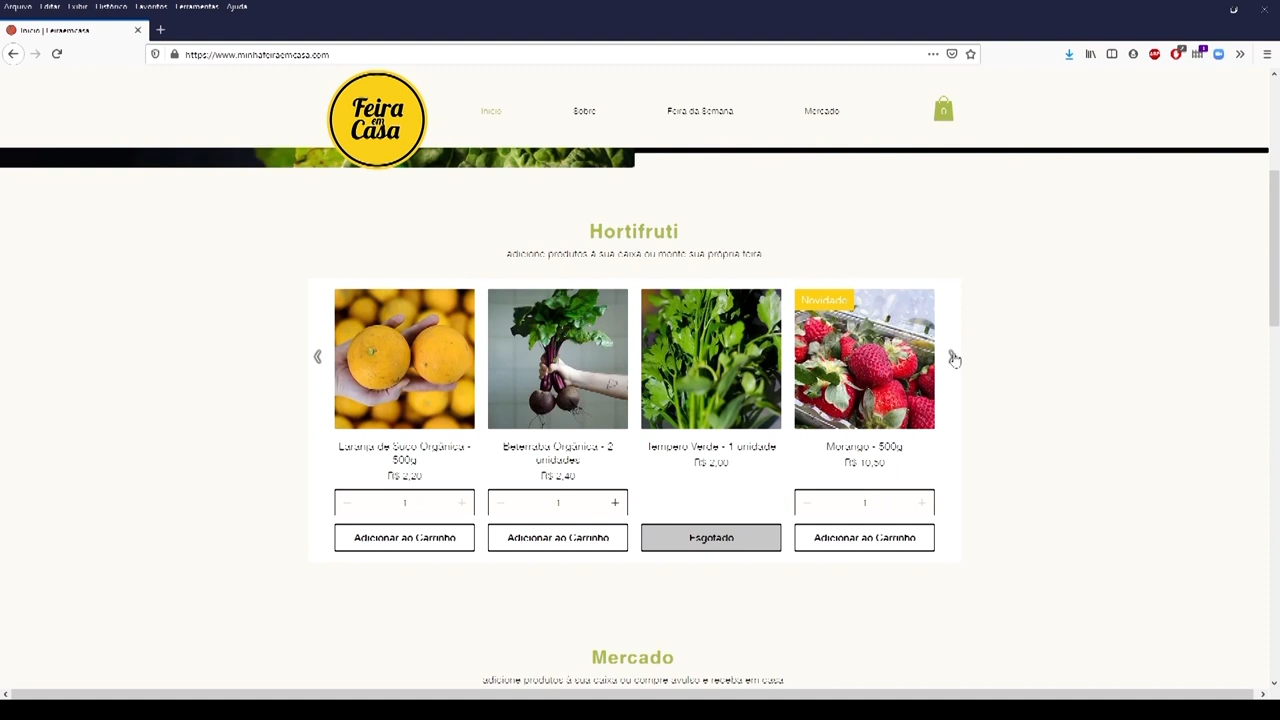 Arquivo Editar Exibir Histórico Favoritos Ferramentas Ajuda
Início | Feiraemcasa
https://www.minhafeiraemcasa.com
Feira
em
Casa
Início Sobre Feira da Semana Mercado 0
Hortifruti
adicione produtos à sua caixa ou monte sua própria feira
Novidade
Laranja de Suco Orgânica - 500g
R$ 2,20
1
Adicionar ao Carrinho
Beterraba Orgânica - 2 unidades
R$ 2,40
1
Adicionar ao Carrinho
Tempero Verde - 1 unidade
R$ 2,00
Esgotado
Morango - 500g
R$ 10,50
1
Adicionar ao Carrinho
Mercado
adicione produtos à sua caixa ou compre avulso e receba em casa